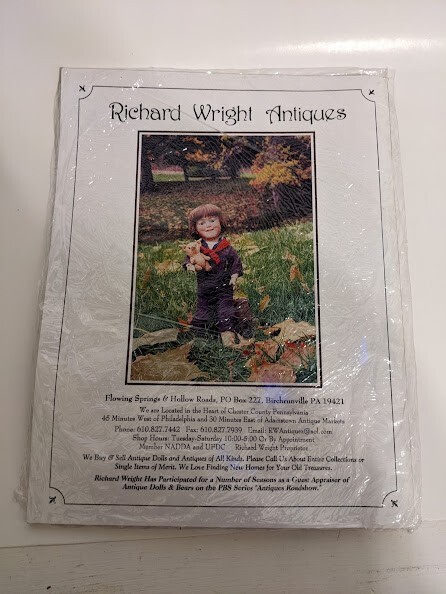 Richard Wright Antiques
Flowing Springs & Hollow Roads, PO Box 227, Birchrunville PA 19421
We are Located in the Heart of Chester County Pennsylvania
45 Minutes West of Philadelphia and 30 Minutes East of Adamstown Antique Markets
Phone: 610.827.7442 Fax: 610.827.7939 Email: RWAntiques@aol.com
Shop Hours: Tuesday-Saturday 10:00-5:00 Or By Appointment
Member NADDA and UFDC Richard Wright Proprietor
We Buy & Sell Antique Dolls and Antiques of All Kinds. Please Call Us About Entire Collections or
Single Items of Merit. We Love Finding New Homes for Your Old Treasures.
Richard Wright Has Participated for a Number of Seasons as a Guest Appraiser of
Antique Dolls & Bears on the PBS Series "Antiques Roadshow."